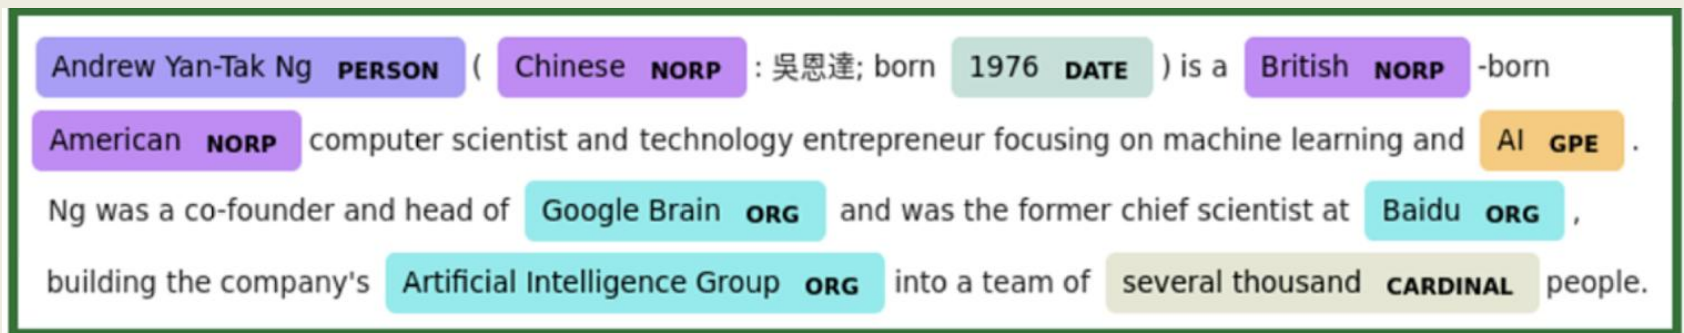 Andrew Yan-Tak Ng PERSON ( Chinese NORP : 吳恩達; born 1976 DATE ) is a British NORP -born
American NORP computer scientist and technology entrepreneur focusing on machine learning and AI GPE .
Ng was a co-founder and head of Google Brain ORG and was the former chief scientist at Baidu ORG ,
building the company's Artificial Intelligence Group ORG into a team of several thousand CARDINAL people.